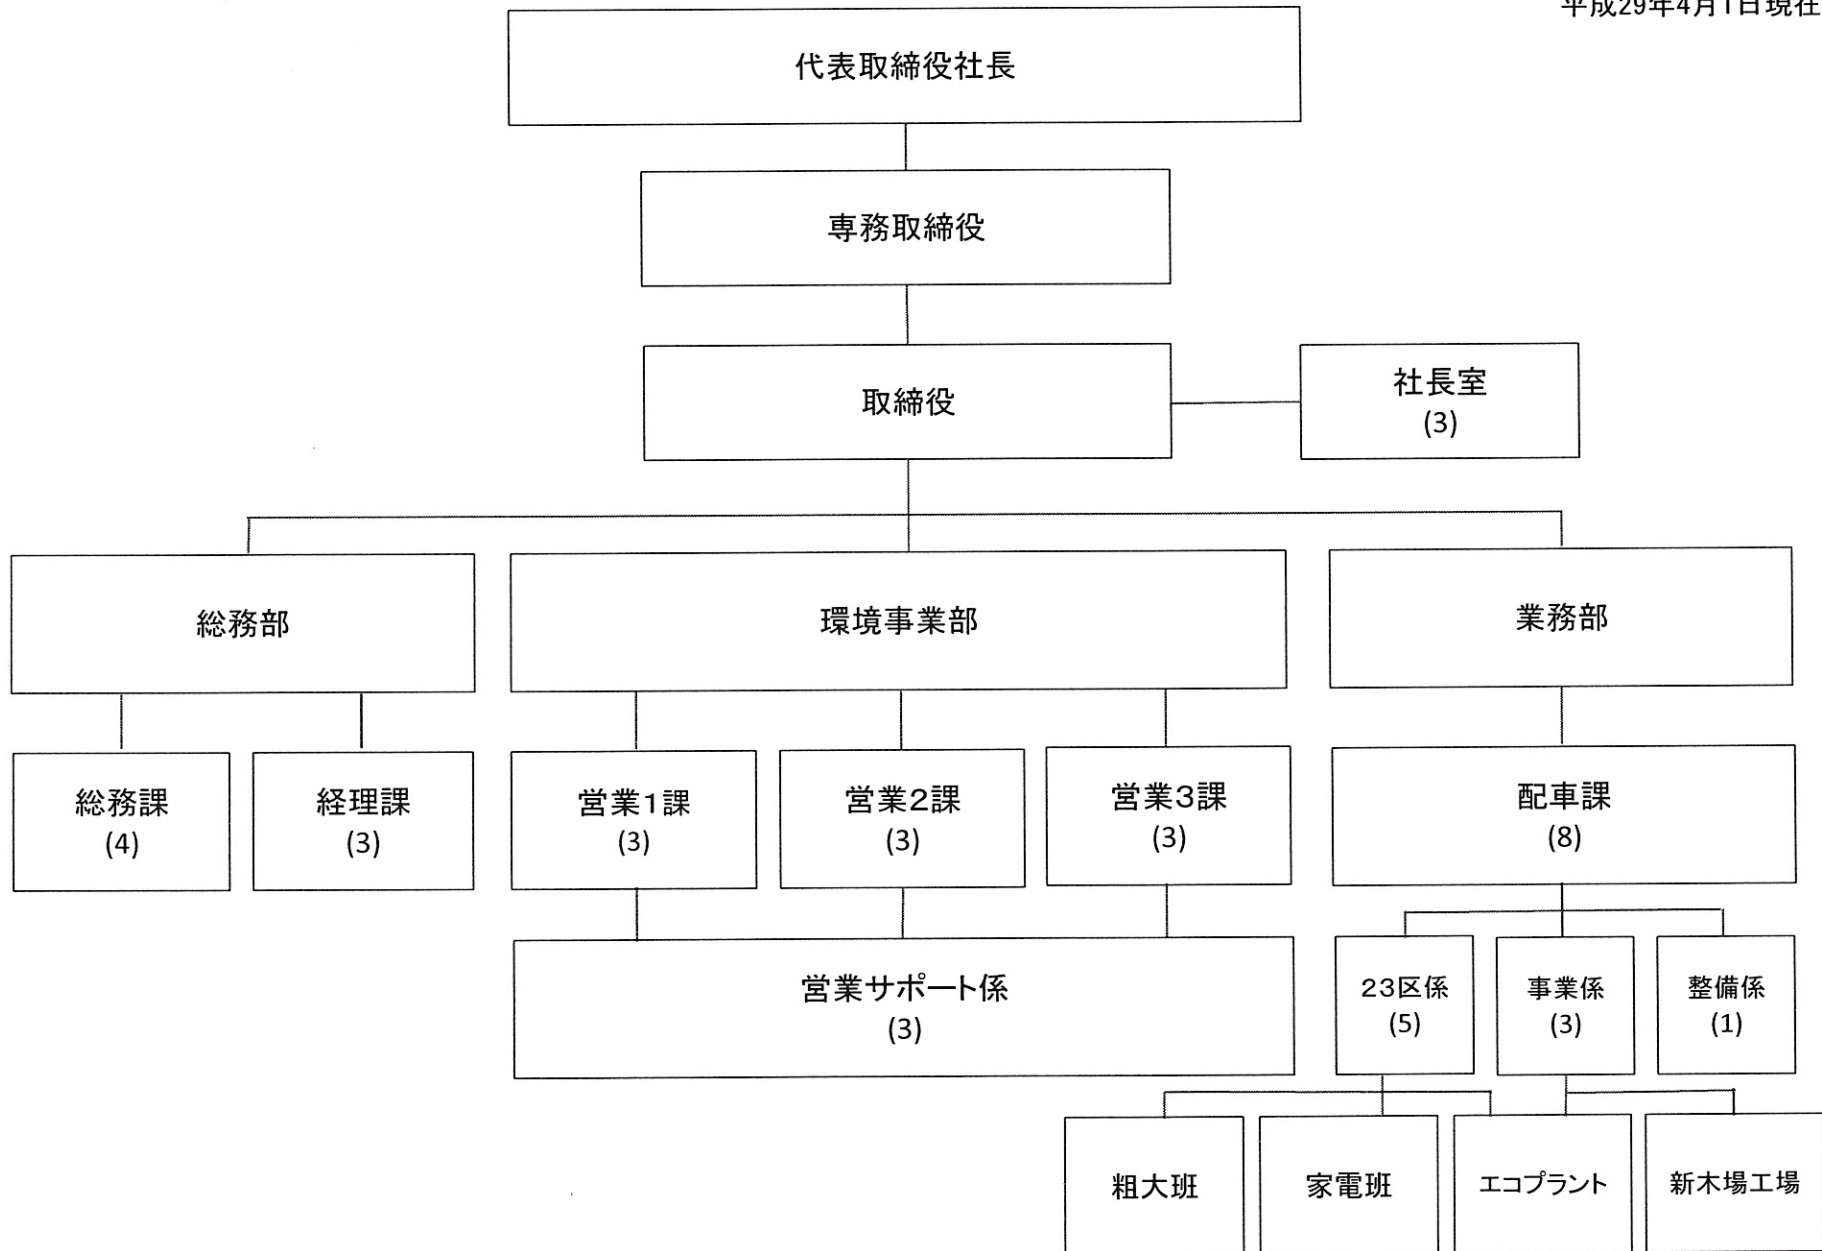 平成29年4月1日現在
代表取締役社長
専務取締役
取締役
社長室
(3)
総務部
環境事業部
業務部
総務課
(4)
経理課
(3)
営業1課
(3)
営業2課
(3)
営業3課
(3)
配車課
(8)
営業サポート係
(3)
23区係
(5)
事業係
(3)
整備係
(1)
粗大班
家電班
エコプラント
新木場工場